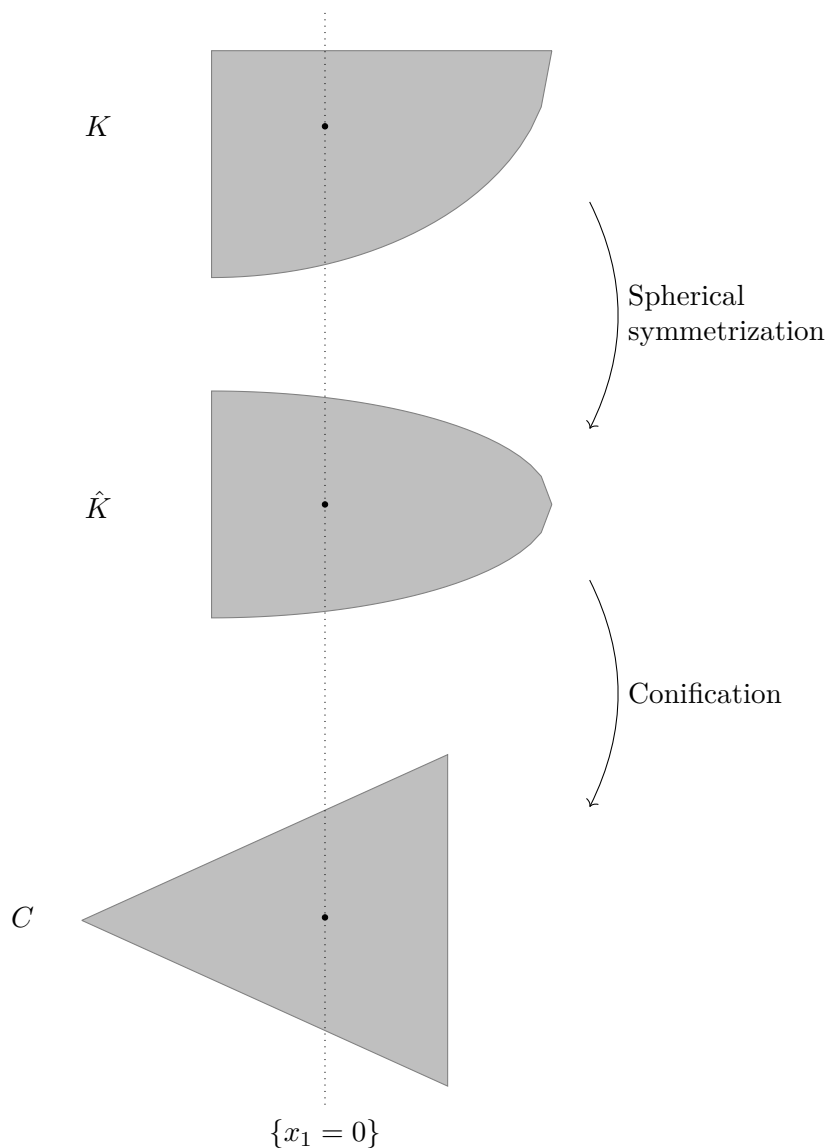 K
Spherical
symmetrization
K̂
Conification
C
{x₁ = 0}